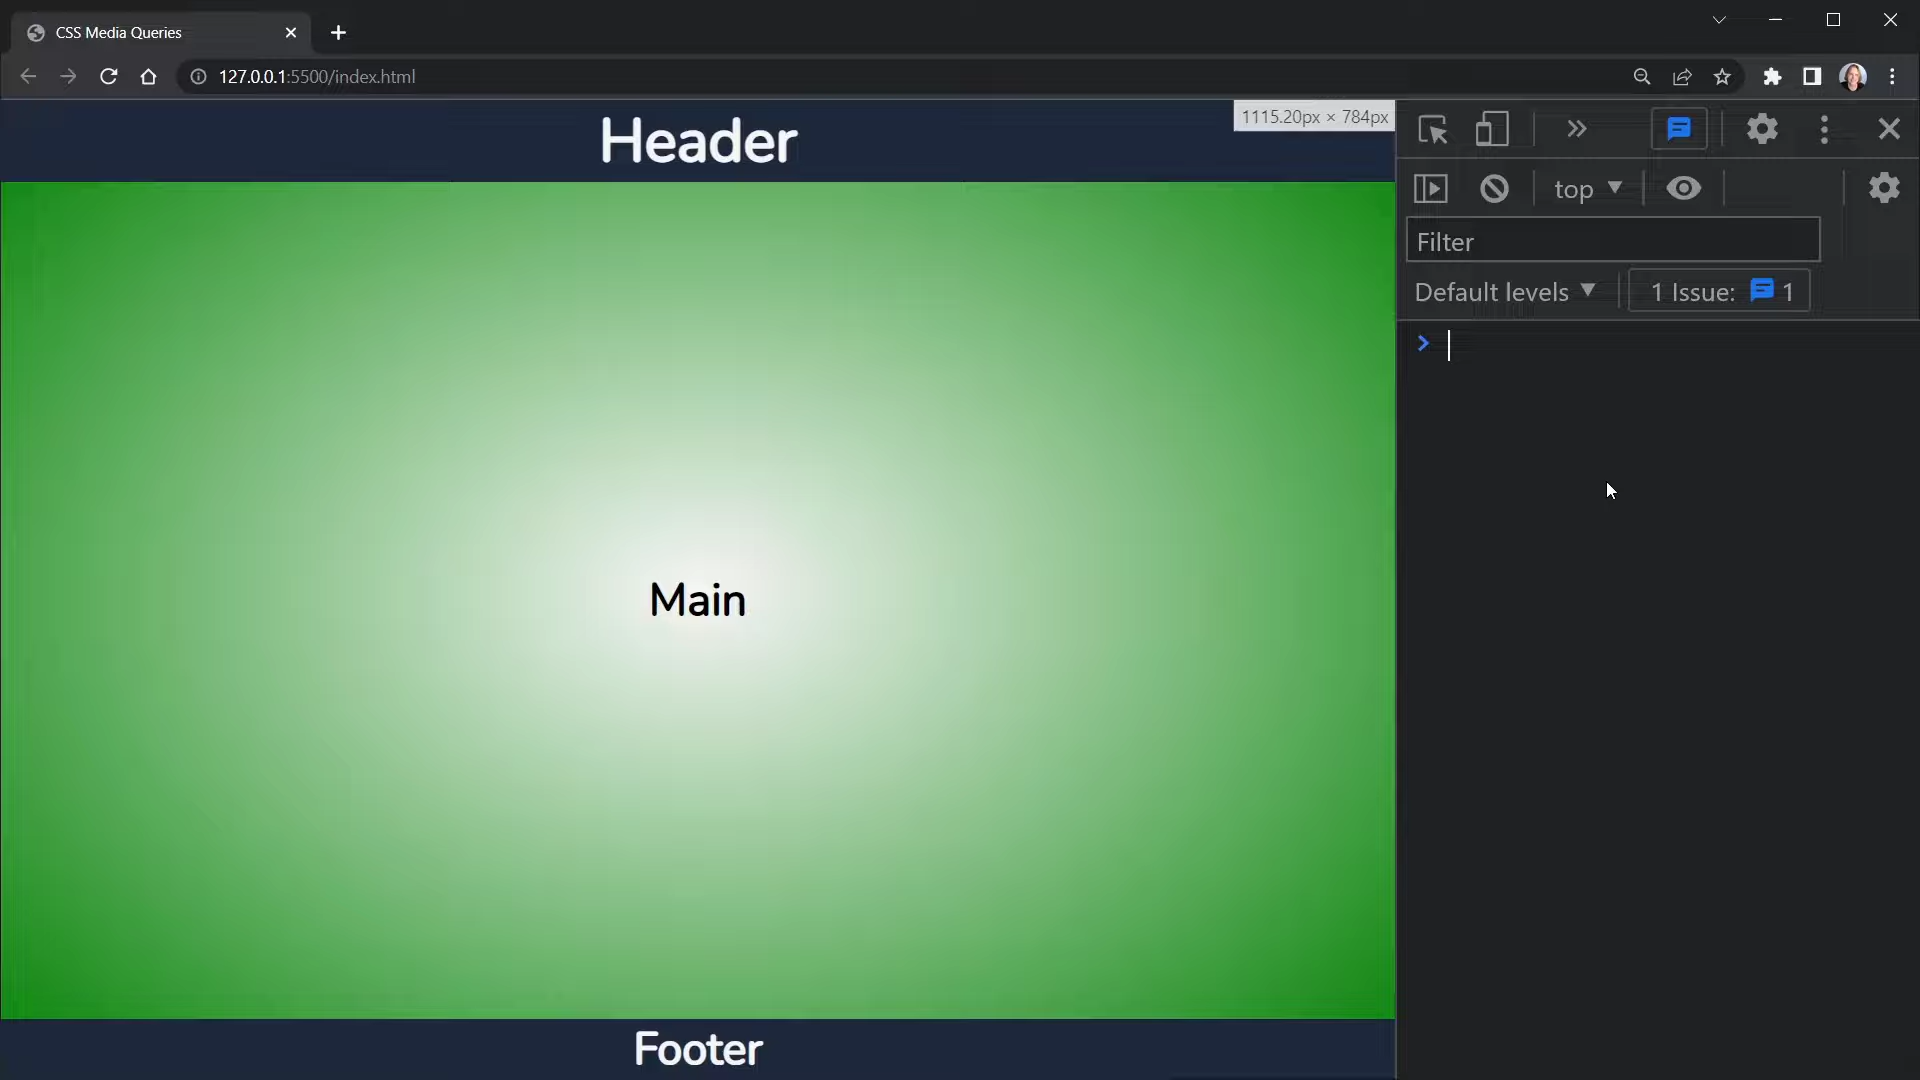 CSS Media Queries
127.0.0.1:5500/index.html
Header
1115.20px × 784px
top
Filter
Default levels
1 Issue: 1
Main
Footer